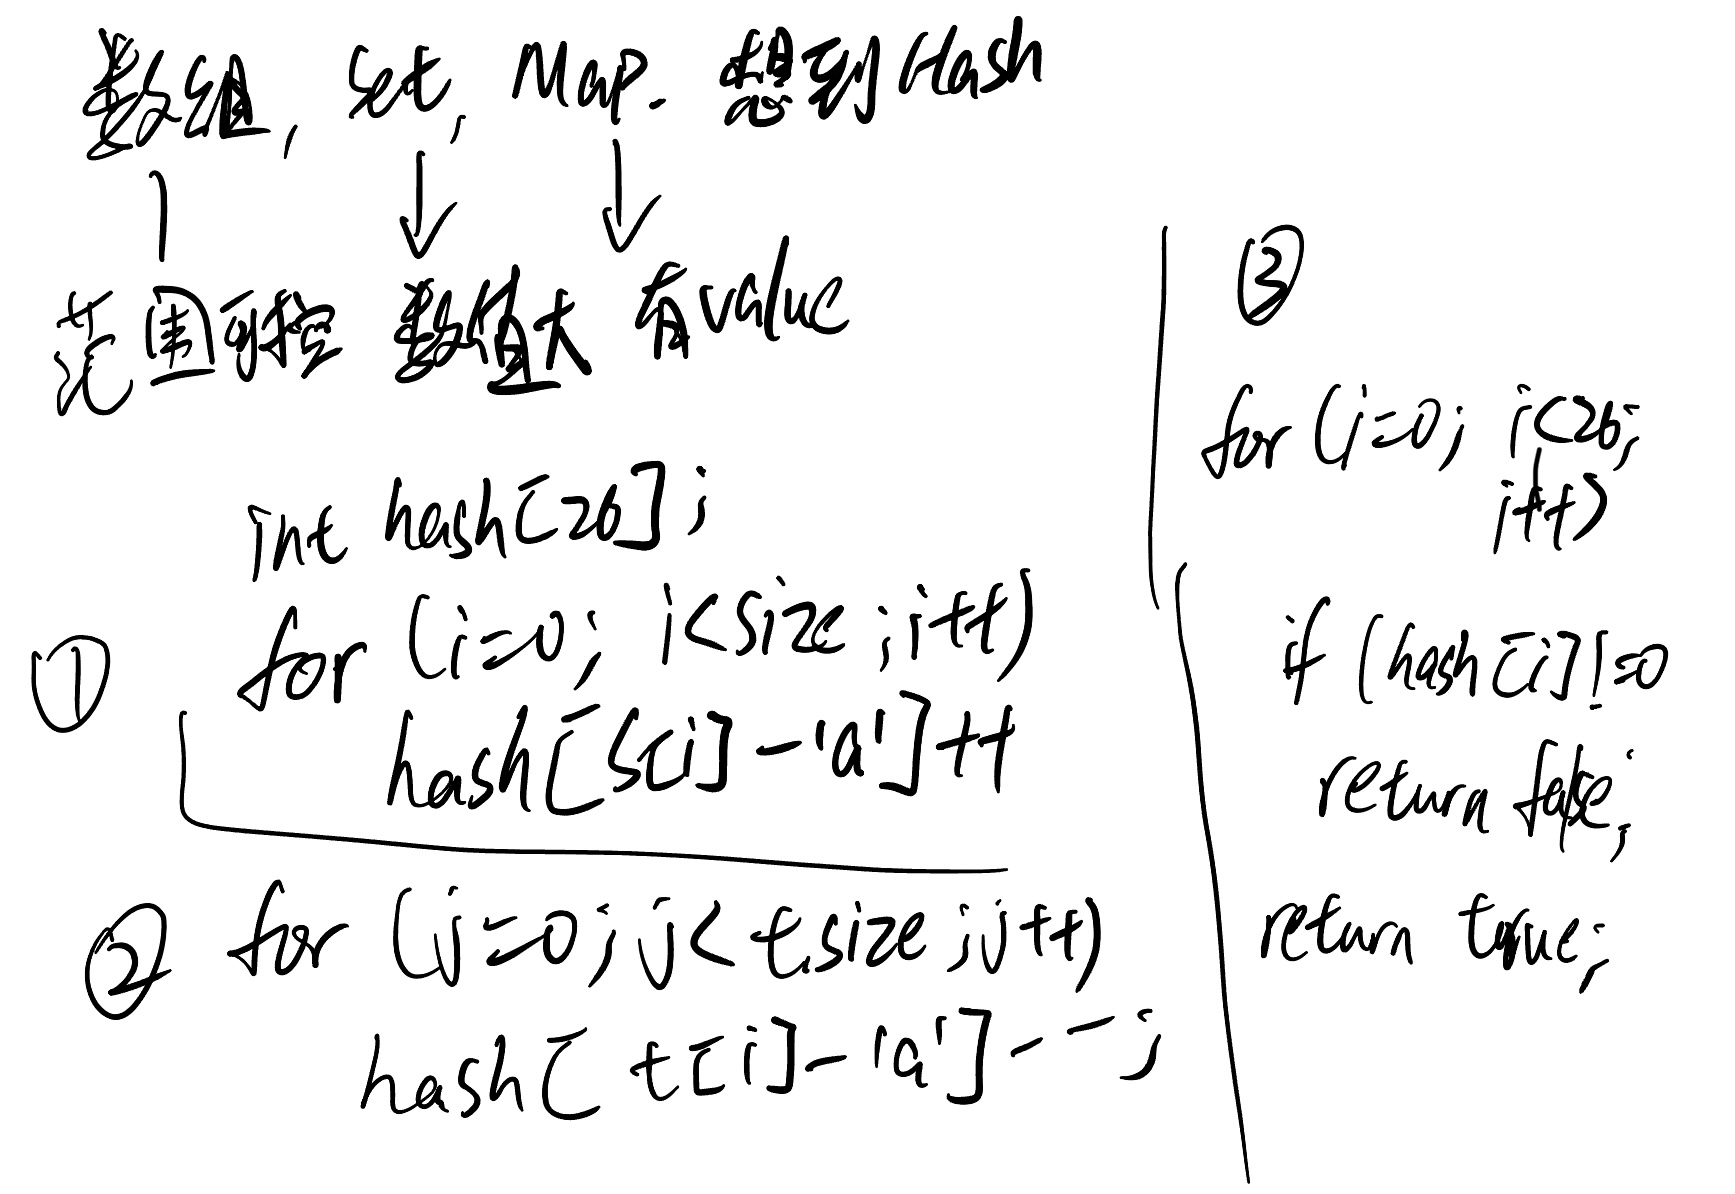 数组, set, Map. 想到Hash
范围可控 数值大 有value
int hash[26];
① for (i=0; i<size; i++)
hash[s[i]-'a']++
② for (j=0; j<t.size; j++)
hash[t[i]-'a']--;
③
for (i=0; i<26;
i++)
if (hash[i]!=0
return false;
return true;